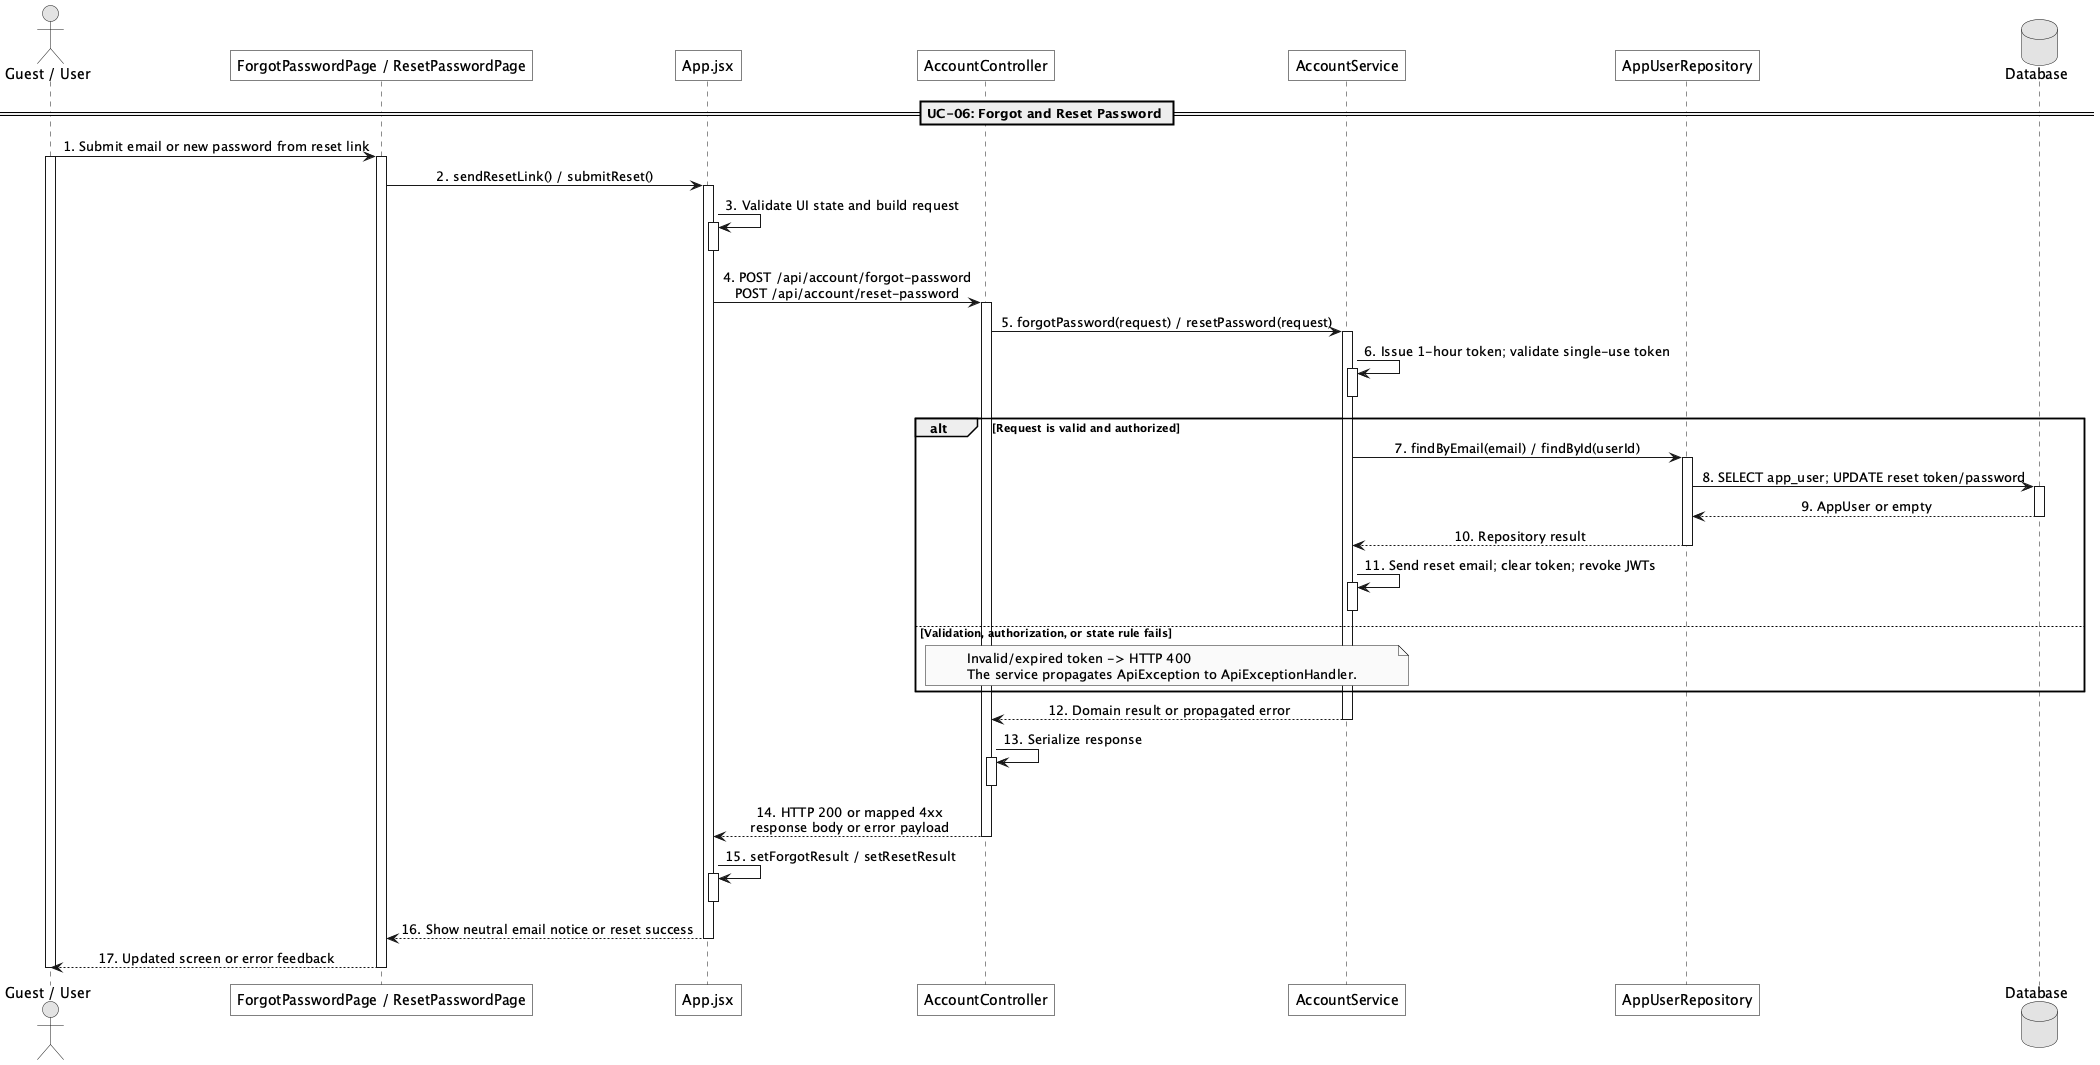 Guest / User
ForgotPasswordPage / ResetPasswordPage
App.jsx
AccountController
AccountService
AppUserRepository
Database
UC-06: Forgot and Reset Password
1. Submit email or new password from reset link
2. sendResetLink() / submitReset()
3. Validate UI state and build request
4. POST /api/account/forgot-password
POST /api/account/reset-password
5. forgotPassword(request) / resetPassword(request)
6. Issue 1-hour token; validate single-use token
alt
[Request is valid and authorized]
7. findByEmail(email) / findById(userId)
8. SELECT app_user; UPDATE reset token/password
9. AppUser or empty
10. Repository result
11. Send reset email; clear token; revoke JWTs
[Validation, authorization, or state rule fails]
Invalid/expired token -> HTTP 400
The service propagates ApiException to ApiExceptionHandler.
12. Domain result or propagated error
13. Serialize response
14. HTTP 200 or mapped 4xx
response body or error payload
15. setForgotResult / setResetResult
16. Show neutral email notice or reset success
17. Updated screen or error feedback
Guest / User
ForgotPasswordPage / ResetPasswordPage
App.jsx
AccountController
AccountService
AppUserRepository
Database